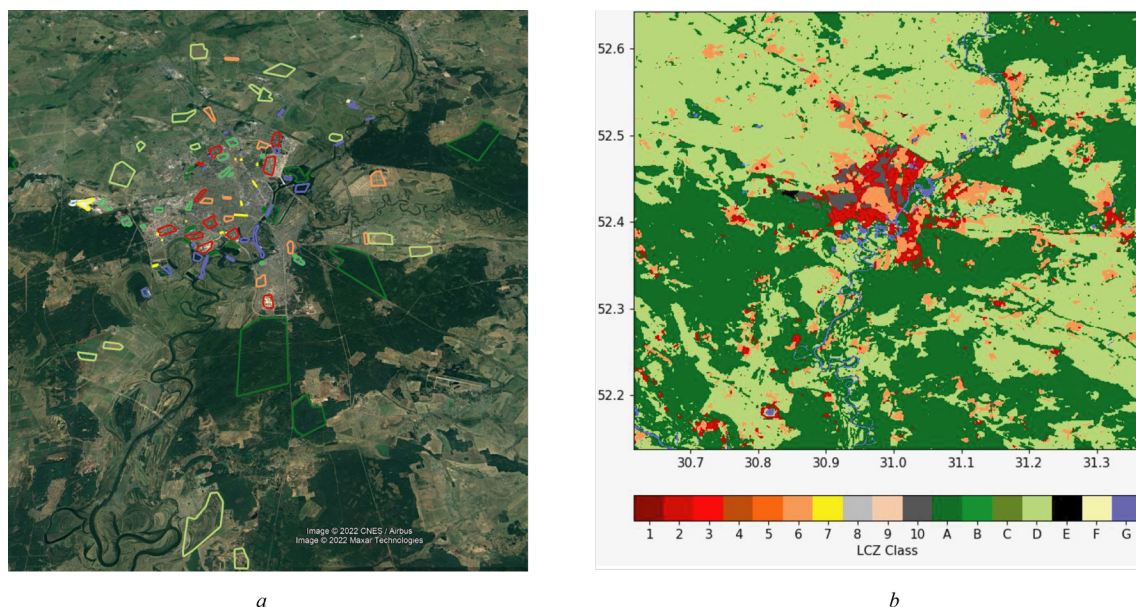 Image © 2022 CNES / Airbus
Image © 2022 Maxar Technologies
52.6
52.5
52.4
52.3
52.2
30.7 30.8 30.9 31.0 31.1 31.2 31.3
1 2 3 4 5 6 7 8 9 10 A B C D E F G
LCZ Class
a b